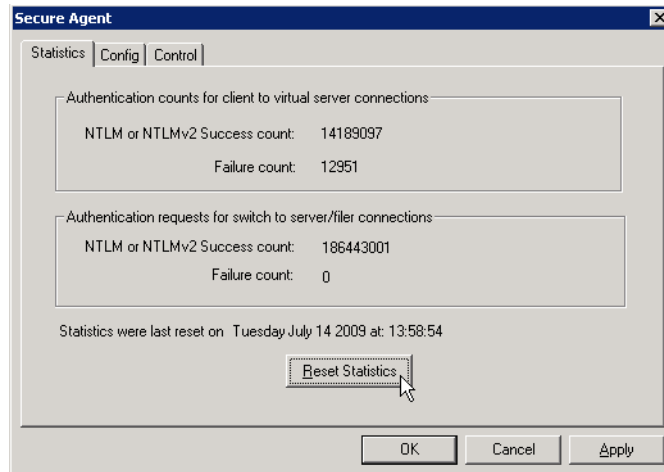 Secure Agent
Statistics Config Control
Authentication counts for client to virtual server connections
NTLM or NTLMv2 Success count: 14189097
Failure count: 12951
Authentication requests for switch to server/filer connections
NTLM or NTLMv2 Success count: 186443001
Failure count: 0
Statistics were last reset on Tuesday July 14 2009 at: 13:58:54
Reset Statistics
OK Cancel Apply